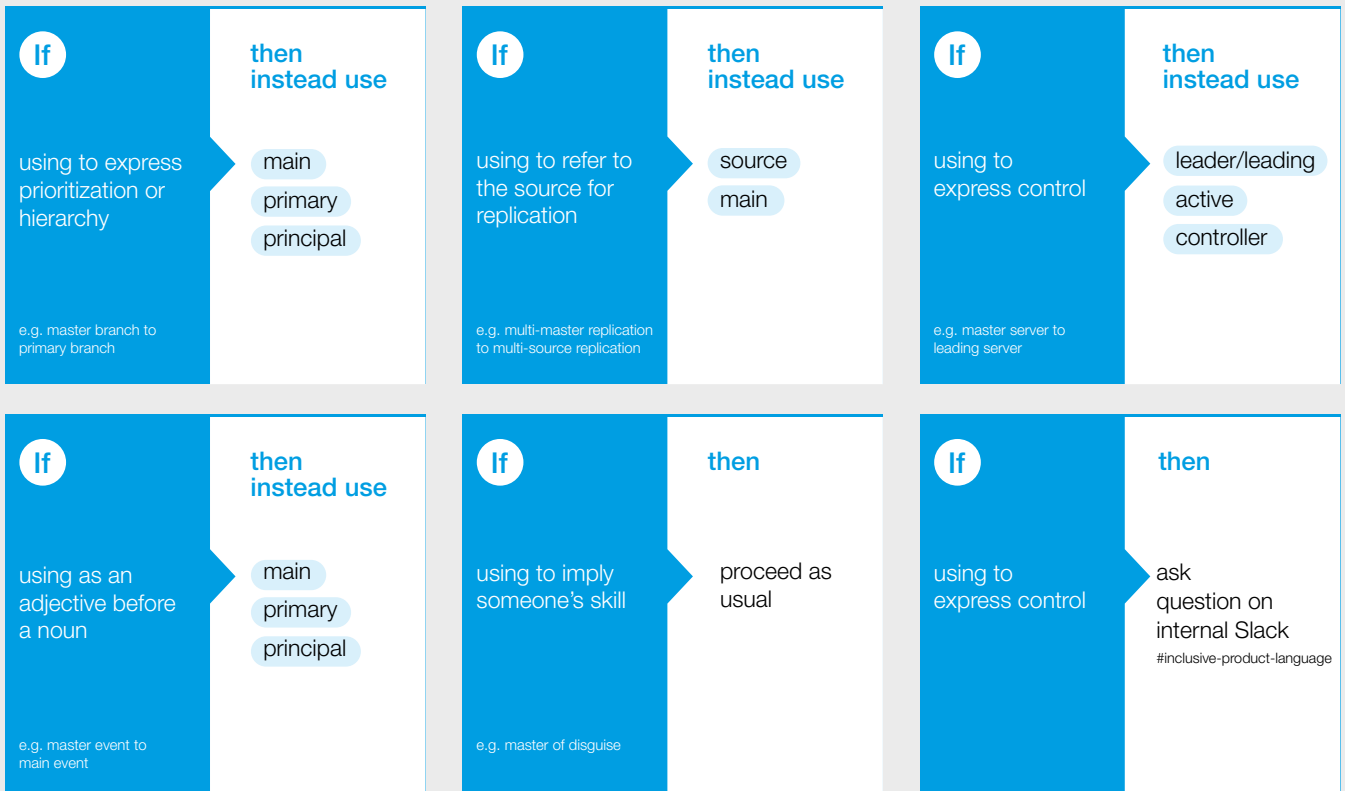 If
then
instead use
using to express
prioritization or
hierarchy
main
primary
principal
e.g. master branch to
primary branch
If
then
instead use
using to refer to
the source for
replication
source
main
e.g. multi-master replication
to multi-source replication
If
then
instead use
using to
express control
leader/leading
active
controller
e.g. master server to
leading server
If
then
instead use
using as an
adjective before
a noun
main
primary
principal
e.g. master event to
main event
If
then
using to imply
someone’s skill
proceed as
usual
e.g. master of disguise
If
then
using to
express control
ask
question on
internal Slack
#inclusive-product-language